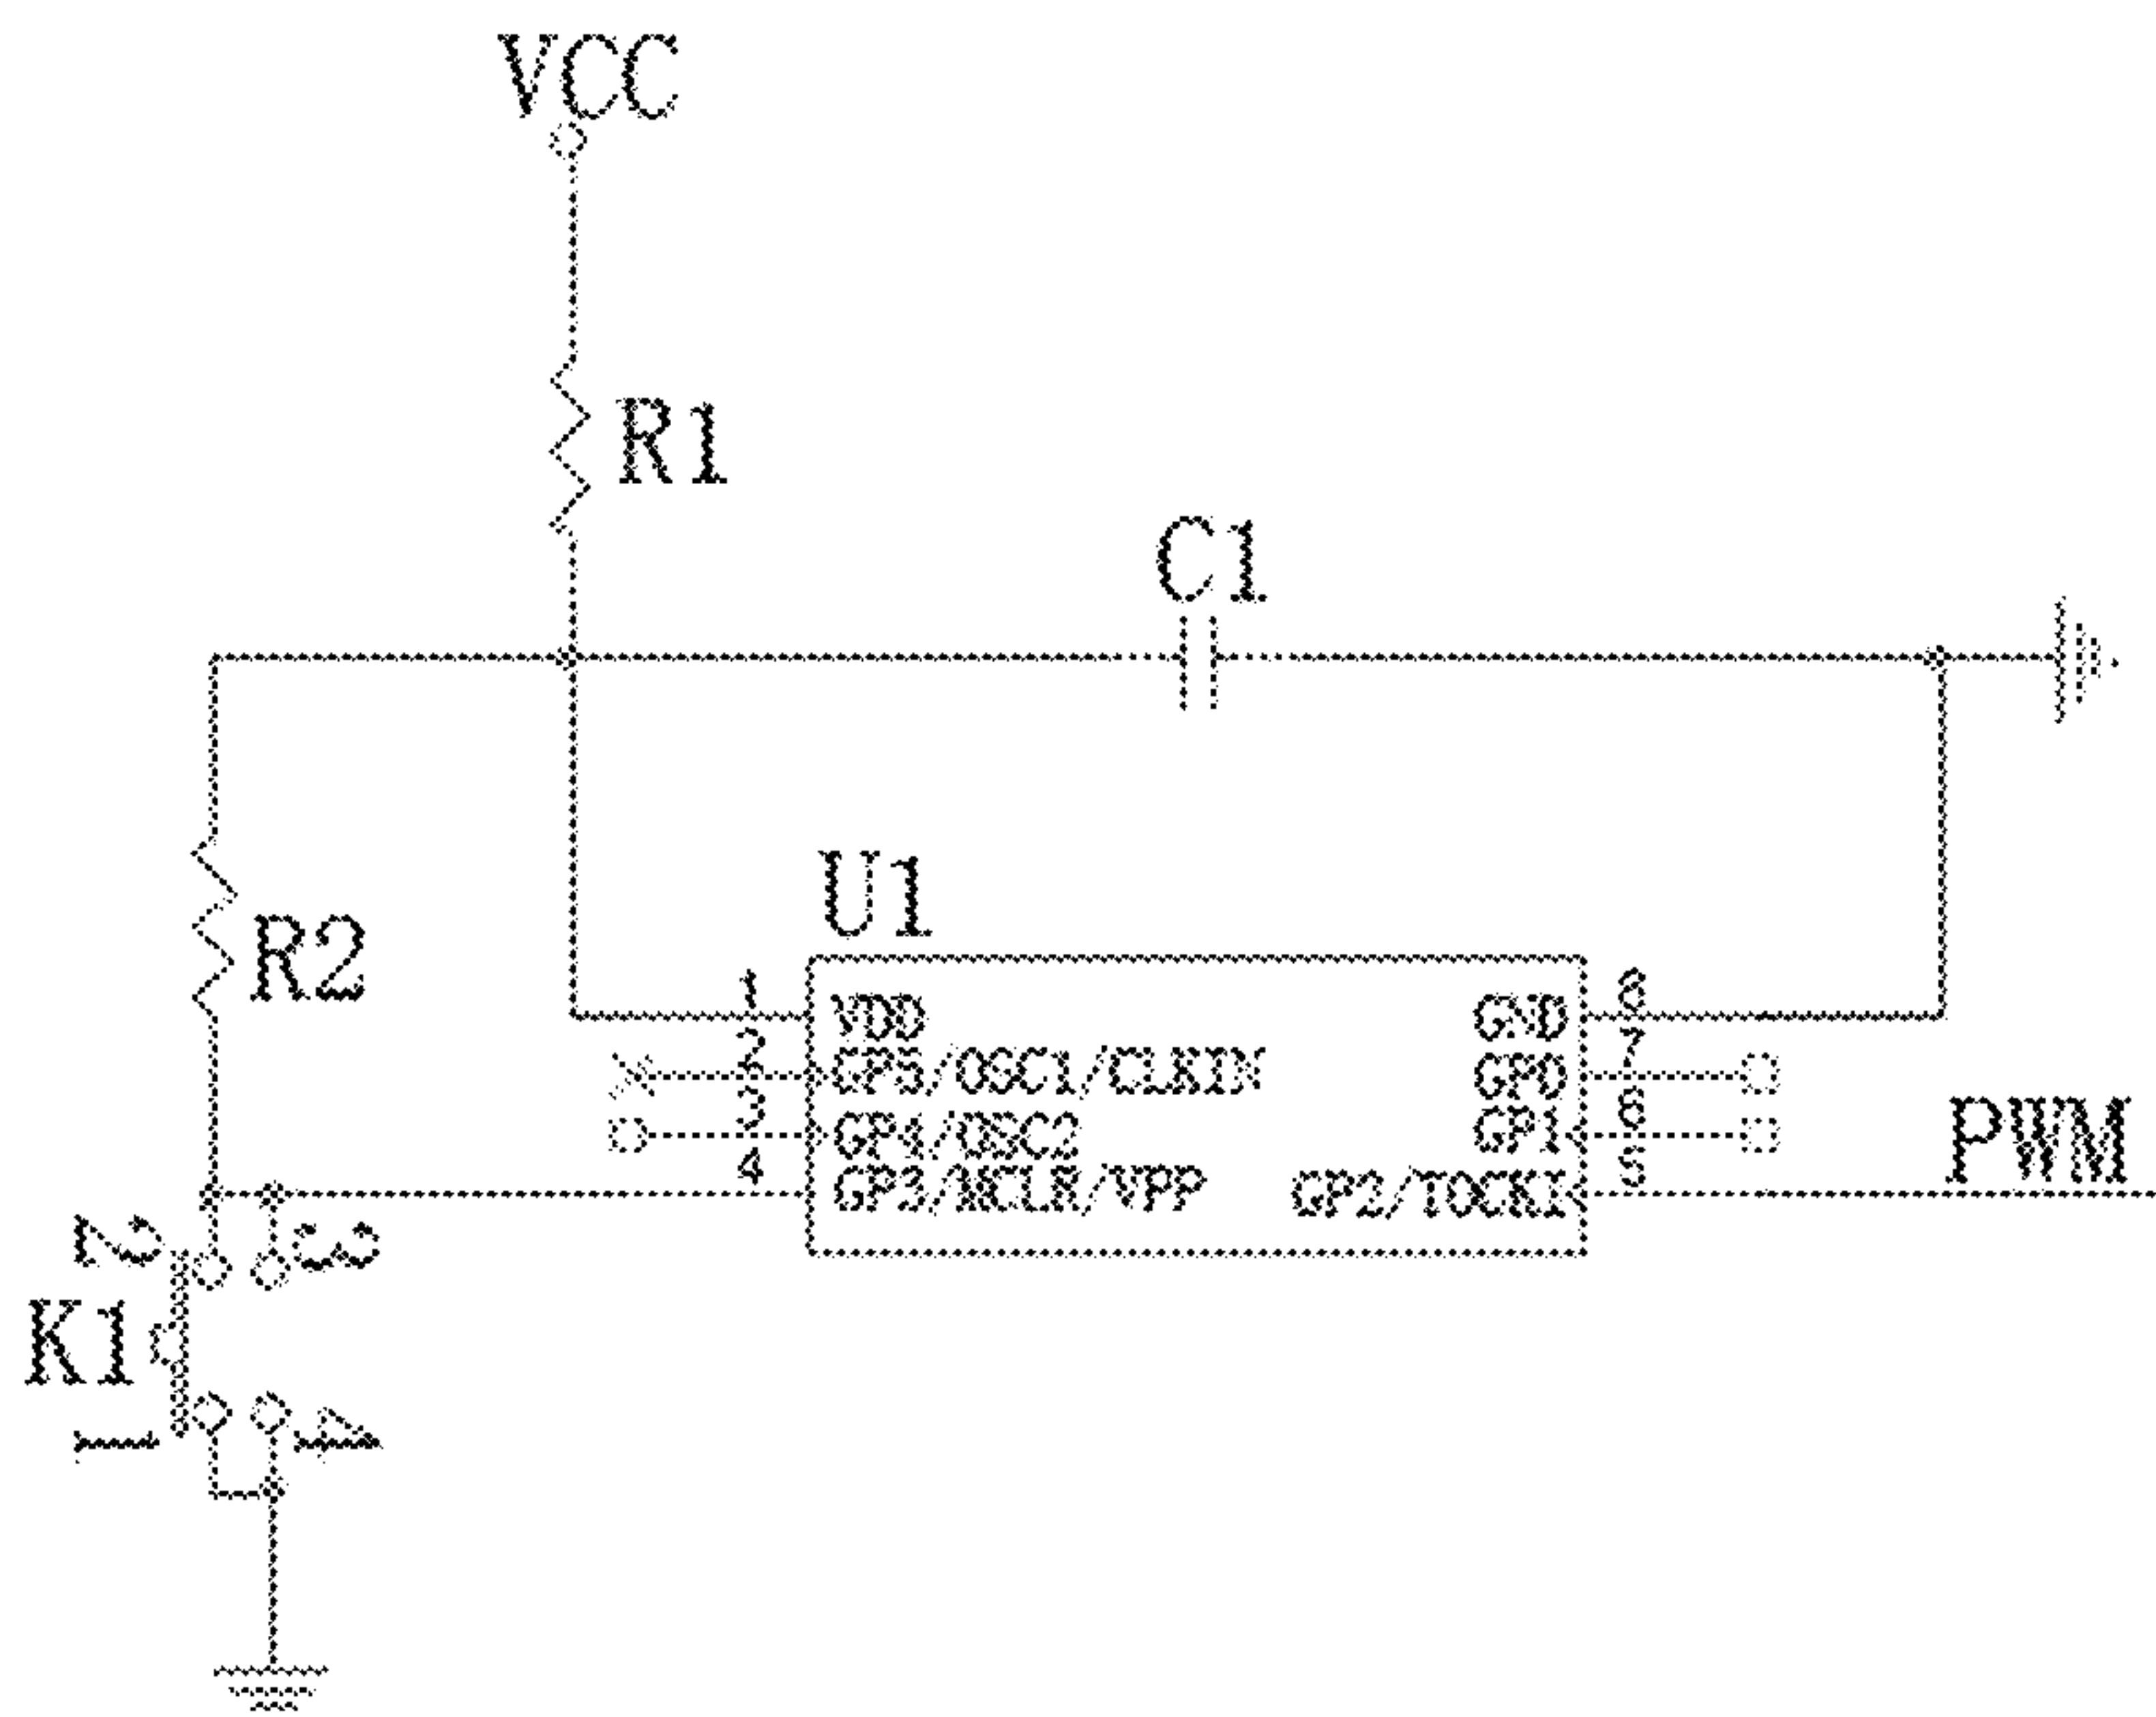 VCC
R1
C1
U1
R2
1 VDD GND 8
2 GP5/OSC1/CLKIN GP0 7
3 GP4/OSC2 GP1 6
PWM
4 GP3/MCLR/VPP GP2/TOCKI 5
2 3
K1
1 4